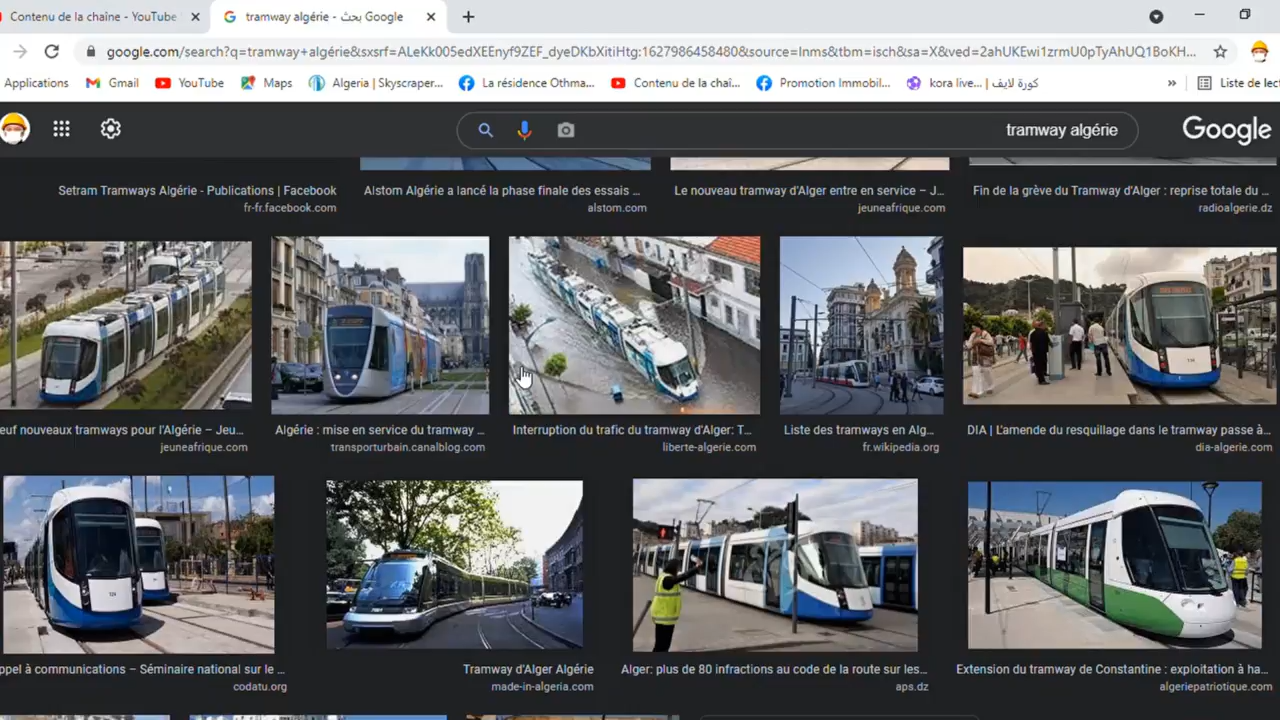 Contenu de la chaîne - YouTube
tramway algérie - بحث Google
google.com/search?q=tramway+algérie&sxsrf=ALeKk005edXEEnyf9ZEF_dyeDKbXitiHtg:1627986458480&source=lnms&tbm=isch&sa=X&ved=2ahUKEwi1zrmU0pTyAhUQ1BoKH...
Applications Gmail YouTube Maps Algeria | Skyscraper... La résidence Othma... Contenu de la chaî... Promotion Immobil... kora live... | كورة لايف » Liste de lect
tramway algérie Google
Setram Tramways Algérie - Publications | Facebook
fr-fr.facebook.com
Alstom Algérie a lancé la phase finale des essais ...
alstom.com
Le nouveau tramway d'Alger entre en service – J...
jeuneafrique.com
Fin de la grève du Tramway d'Alger : reprise totale du ...
radioalgerie.dz
euf nouveaux tramways pour l'Algérie – Jeu...
jeuneafrique.com
Algérie : mise en service du tramway ...
transporturbain.canalblog.com
Interruption du trafic du tramway d'Alger: T...
liberte-algerie.com
Liste des tramways en Alg...
fr.wikipedia.org
DIA | L'amende du resquillage dans le tramway passe à...
dia-algerie.com
ppel à communications – Séminaire national sur le ...
codatu.org
Tramway d'Alger Algérie
made-in-algeria.com
Alger: plus de 80 infractions au code de la route sur les...
aps.dz
Extension du tramway de Constantine : exploitation à ha...
algeriepatriotique.com